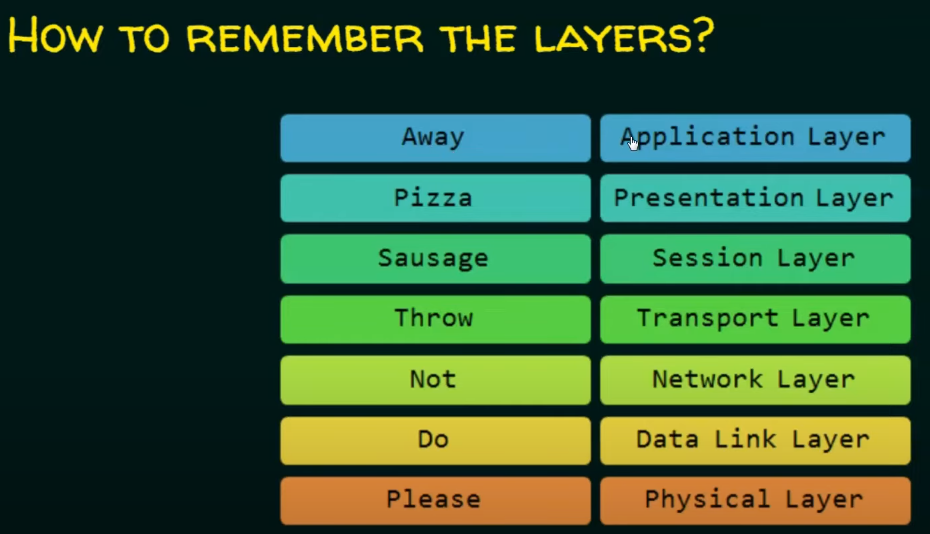 How to remember the layers?
Away Application Layer
Pizza Presentation Layer
Sausage Session Layer
Throw Transport Layer
Not Network Layer
Do Data Link Layer
Please Physical Layer